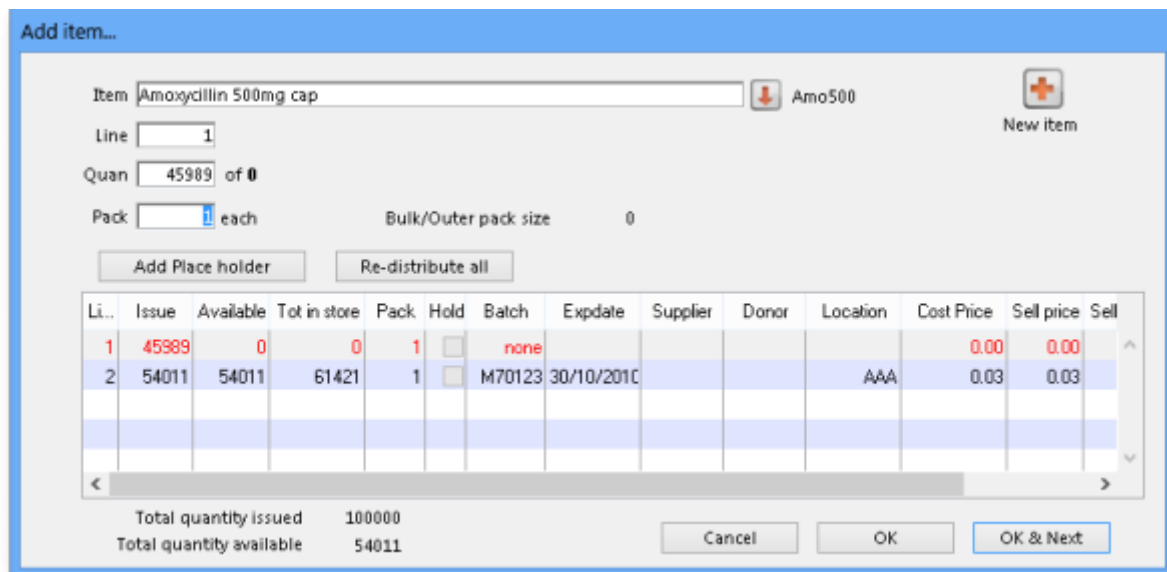 Add item...
Item Amoxycillin 500mg cap Amo500
New item
Line 1
Quan 45989 of 0
Pack 1 each Bulk/Outer pack size 0
Add Place holder Re-distribute all
Li... Issue Available Tot in store Pack Hold Batch Expdate Supplier Donor Location Cost Price Sell price Sell
1 45989 0 0 1 none 0.00 0.00
2 54011 54011 61421 1 M70123 30/10/2010 AAA 0.03 0.03
Total quantity issued 100000
Total quantity available 54011
Cancel OK OK & Next